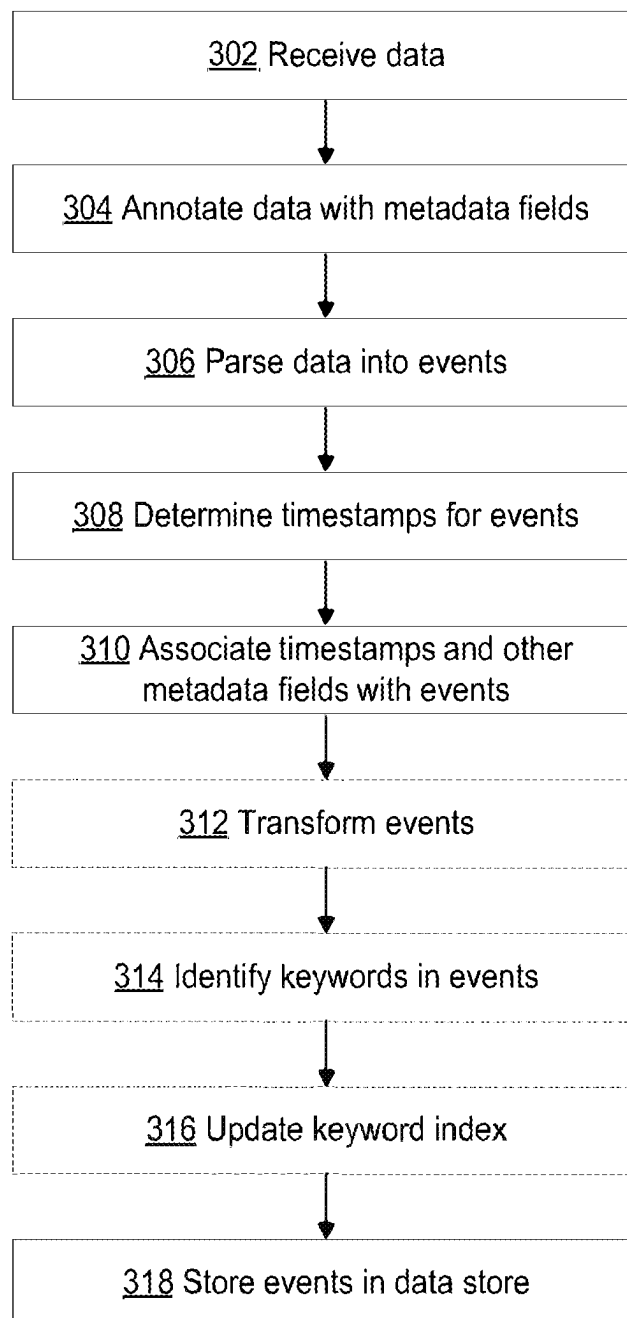 302 Receive data
304 Annotate data with metadata fields
306 Parse data into events
308 Determine timestamps for events
310 Associate timestamps and other
metadata fields with events
312 Transform events
314 Identify keywords in events
316 Update keyword index
318 Store events in data store